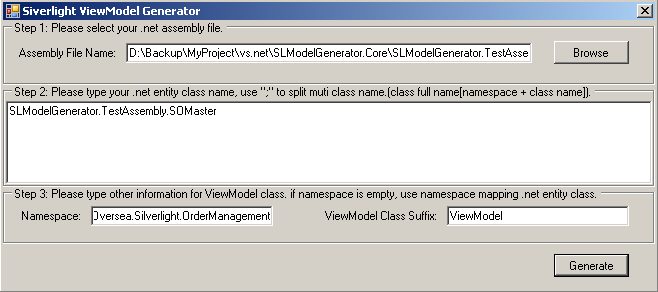 Siverlight ViewModel Generator
Step 1: Please select your .net assembly file.
Assembly File Name: D:\Backup\MyProject\vs.net\SLModelGenerator.Core\SLModelGenerator.TestAsse Browse
Step 2: Please type your .net entity class name, use ";" to split muti class name.(class full name[namespace + class name]).
SLModelGenerator.TestAssembly.SOMaster
Step 3: Please type other information for ViewModel class. if namespace is empty, use namespace mapping .net entity class.
Namespace: Oversea.Silverlight.OrderManagement ViewModel Class Suffix: ViewModel
Generate